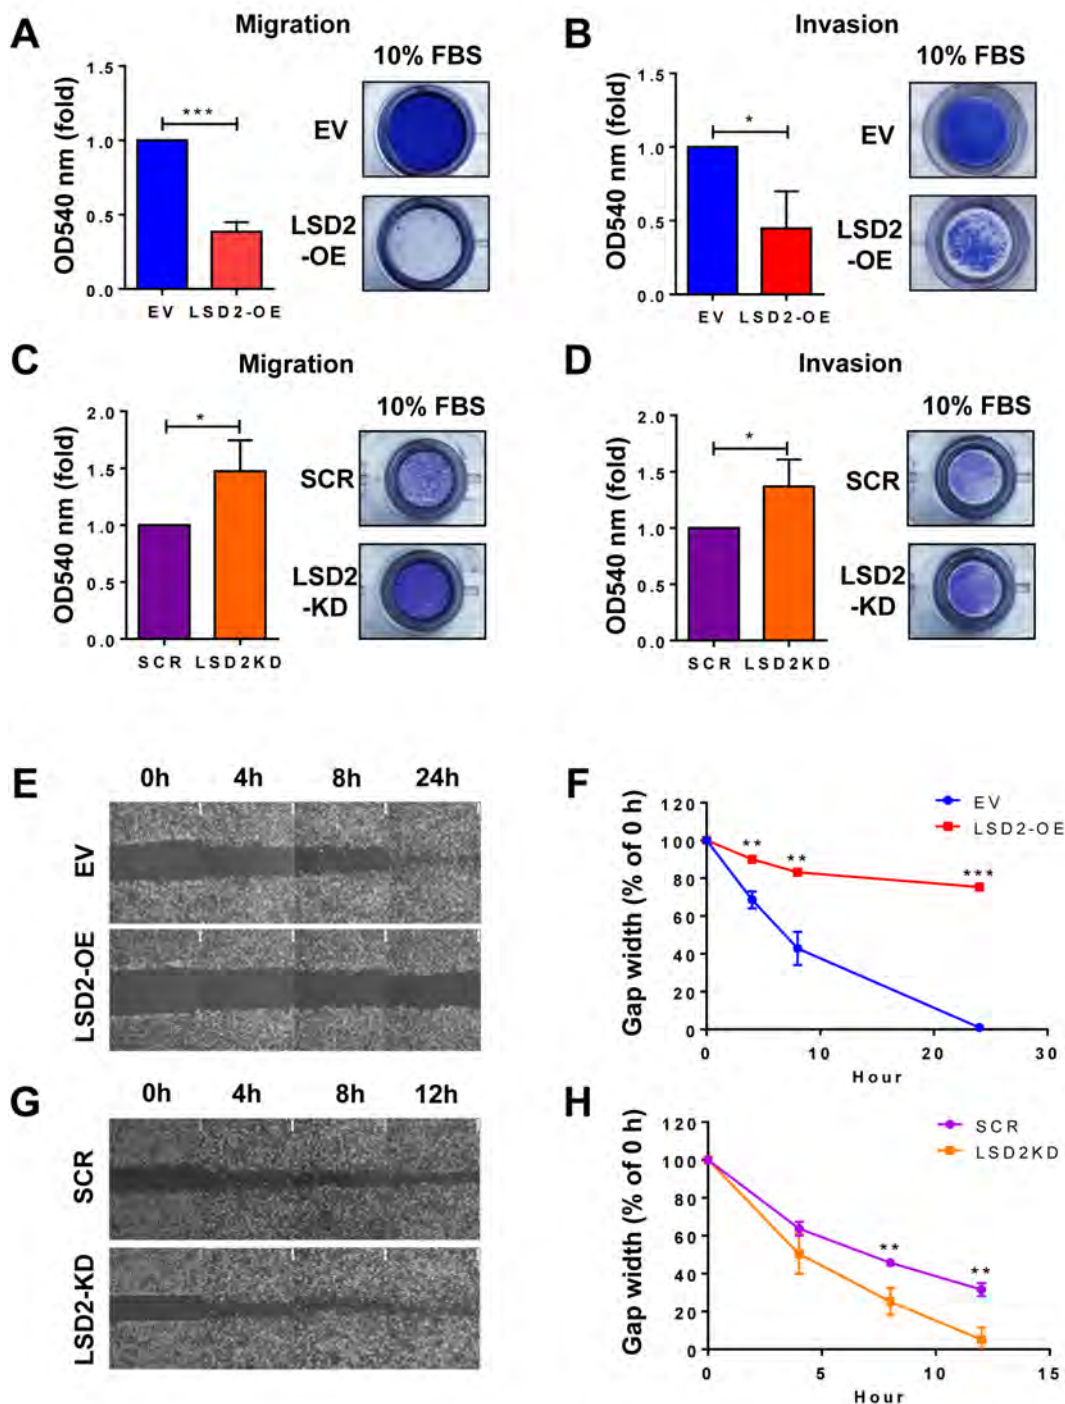 A
Migration
10% FBS
OD540 nm (fold)
1.5
1.0
0.5
0.0
***
EV
LSD2-OE
EV
LSD2
-OE
B
Invasion
10% FBS
OD540 nm (fold)
1.5
1.0
0.5
0.0
*
EV
LSD2-OE
EV
LSD2
-OE
C
Migration
10% FBS
OD540 nm (fold)
2.0
1.5
1.0
0.5
0.0
*
SCR
LSD2KD
SCR
LSD2
-KD
D
Invasion
10% FBS
OD540 nm (fold)
2.0
1.5
1.0
0.5
0.0
*
SCR
LSD2KD
SCR
LSD2
-KD
E
0h 4h 8h 24h
EV
LSD2-OE
F
Gap width (% of 0 h)
120
100
80
60
40
20
0
EV
LSD2-OE
** ** ***
0 10 20 30
Hour
G
0h 4h 8h 12h
SCR
LSD2-KD
H
Gap width (% of 0 h)
120
100
80
60
40
20
0
SCR
LSD2KD
** **
0 5 10 15
Hour